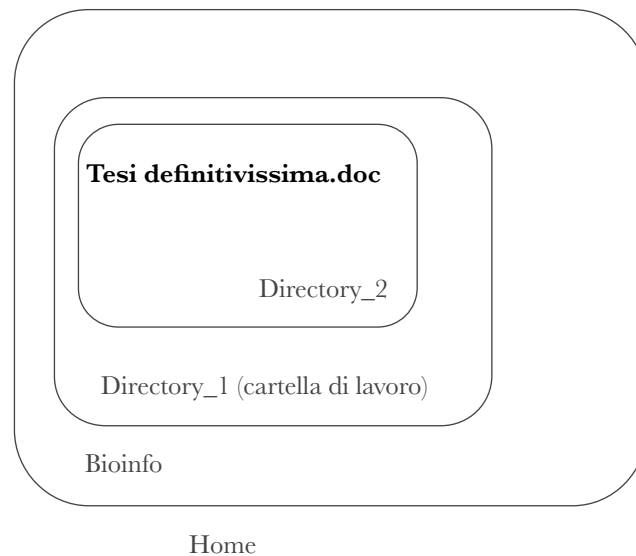 Tesi definitivissima.doc
Directory_2
Directory_1 (cartella di lavoro)
Bioinfo
Home